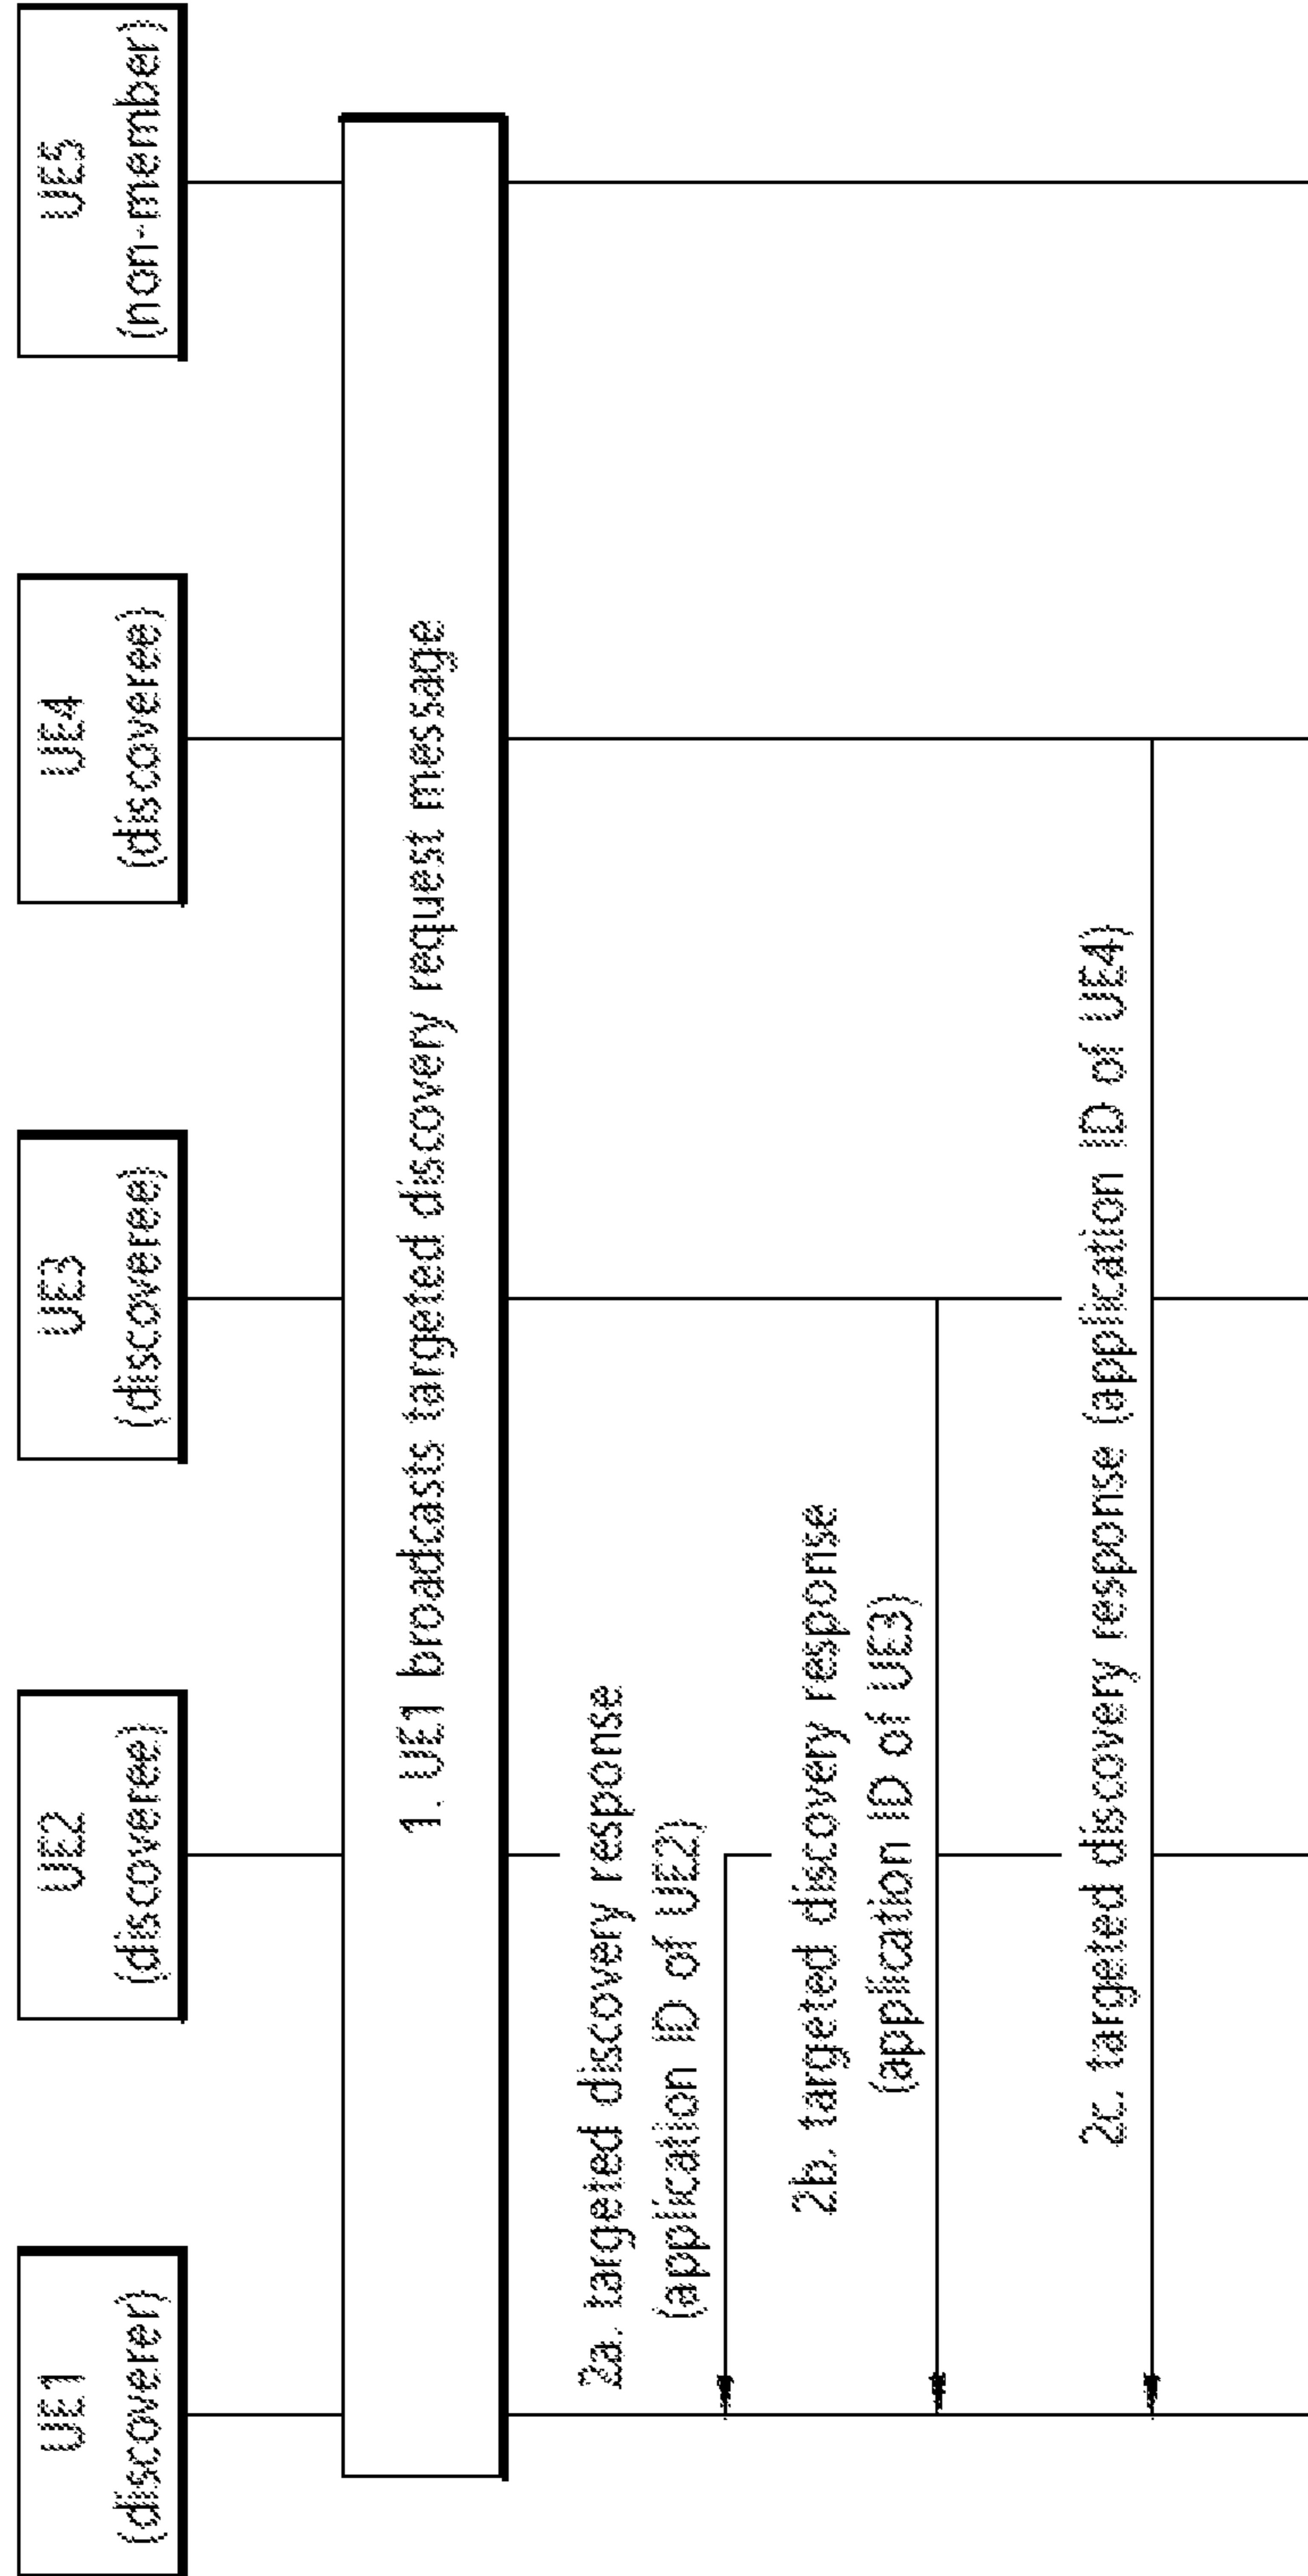 UE1
(discoverer)
UE2
(discoveree)
UE3
(discoveree)
UE4
(discoveree)
UE5
(non-member)
1. UE1 broadcasts targeted discovery request message
2a. targeted discovery response
(application ID of UE2)
2b. targeted discovery response
(application ID of UE3)
2c. targeted discovery response (application ID of UE4)